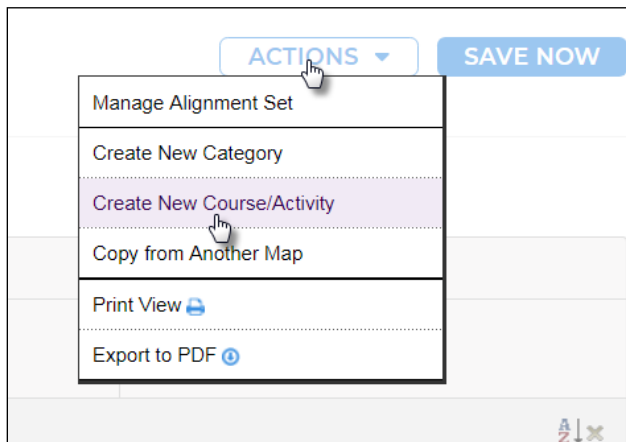 ACTIONS SAVE NOW
Manage Alignment Set
Create New Category
Create New Course/Activity
Copy from Another Map
Print View
Export to PDF
A
Z